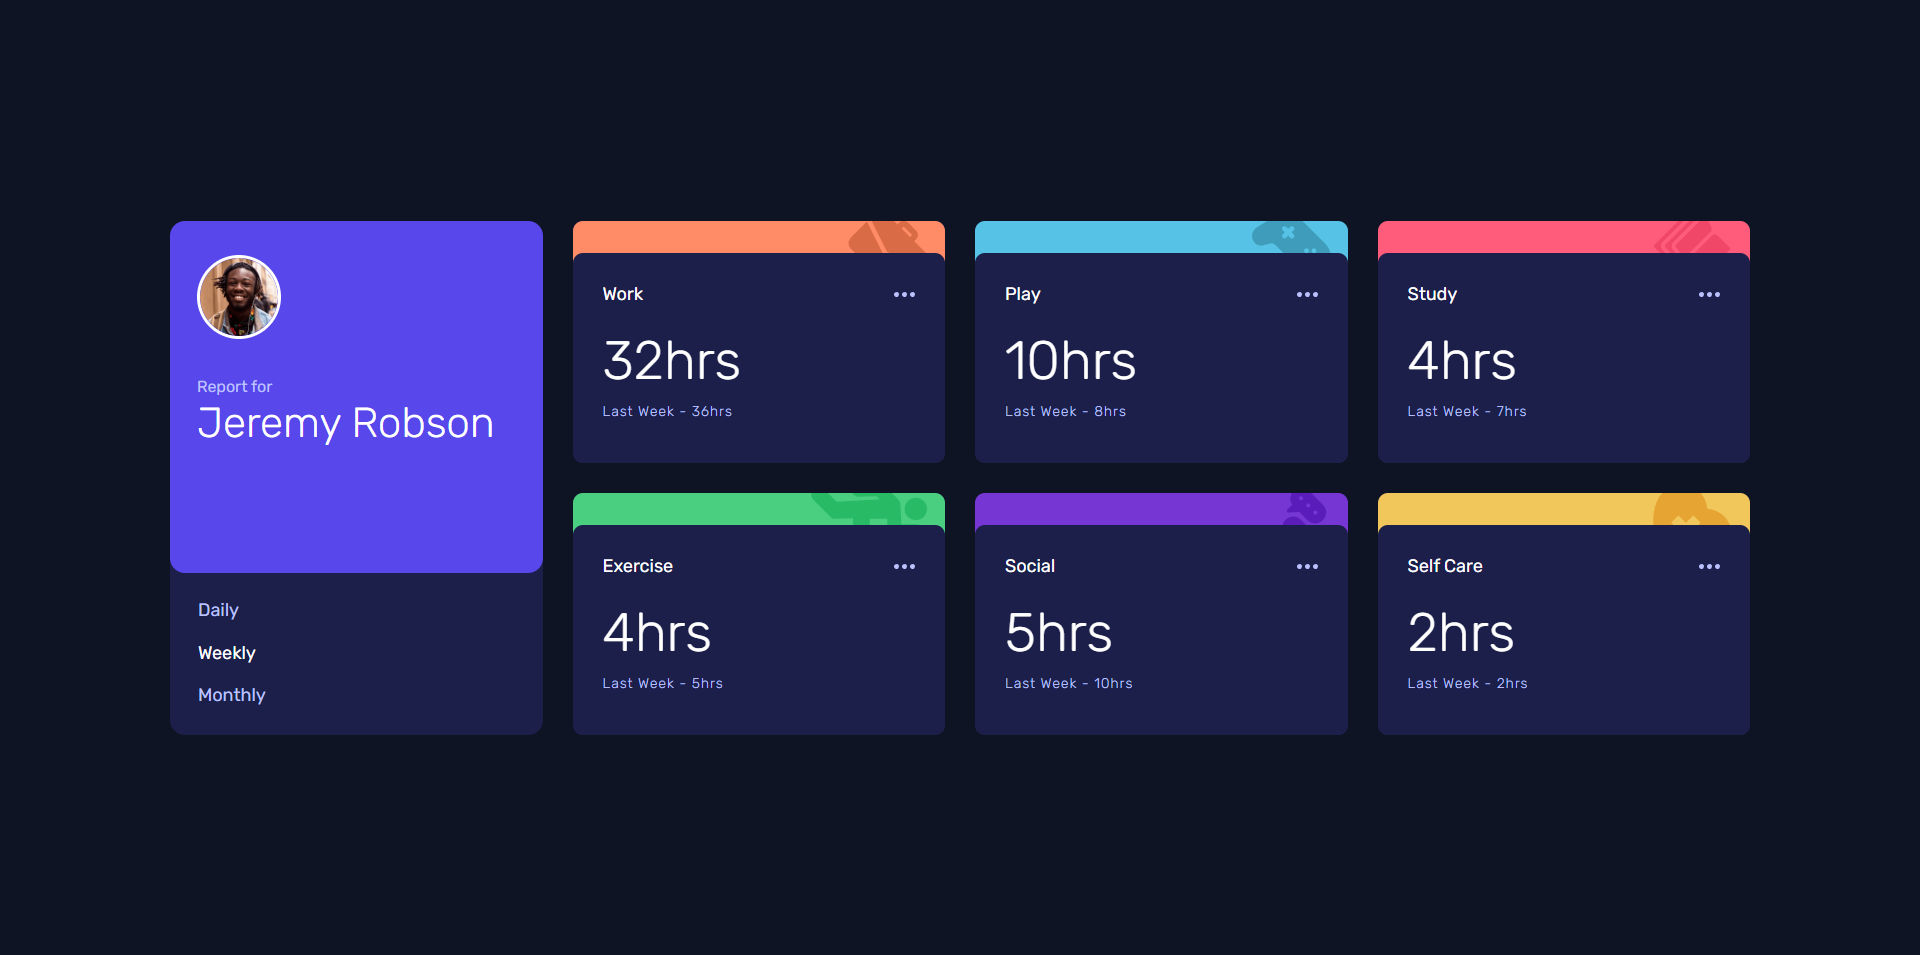 Report for
Jeremy Robson
Daily
Weekly
Monthly
Work
32hrs
Last Week - 36hrs
Play
10hrs
Last Week - 8hrs
Study
4hrs
Last Week - 7hrs
Exercise
4hrs
Last Week - 5hrs
Social
5hrs
Last Week - 10hrs
Self Care
2hrs
Last Week - 2hrs